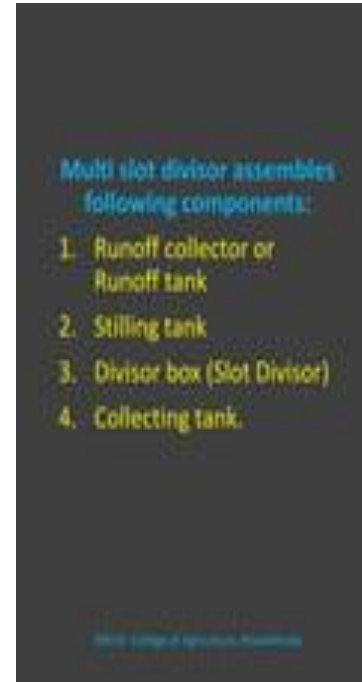 Multi slot divisor assembles
following components:
1. Runoff collector or
Runoff tank
2. Stilling tank
3. Divisor box (Slot Divisor)
4. Collecting tank.
College of Agriculture,